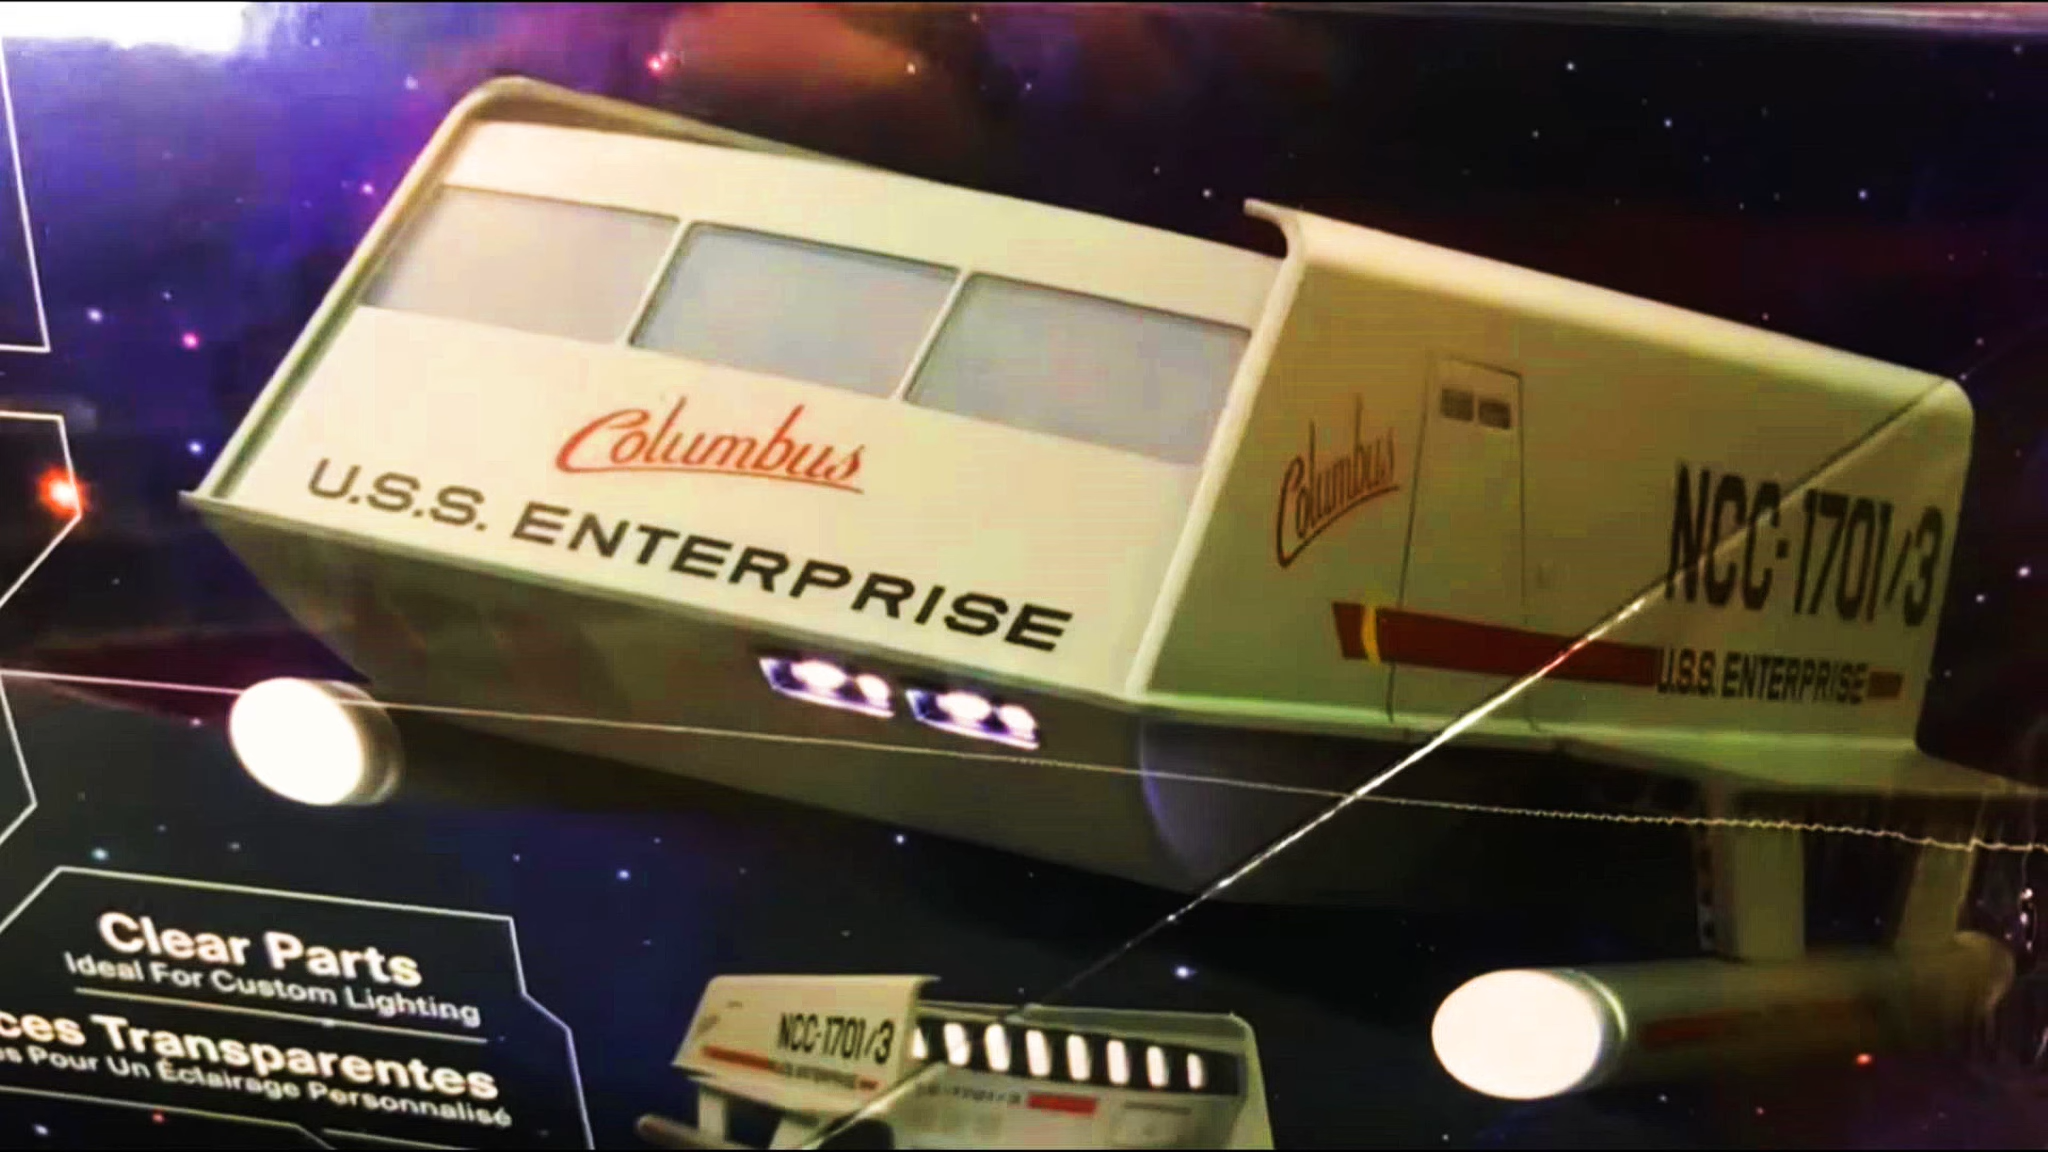 Columbus
U.S.S. ENTERPRISE
Columbus
NCC-1701/3
U.S.S. ENTERPRISE
Clear Parts
Ideal For Custom Lighting
Transparentes
Pour Un Éclairage Personnalisé
NCC-1701/3
U.S.S. ENTERPRISE